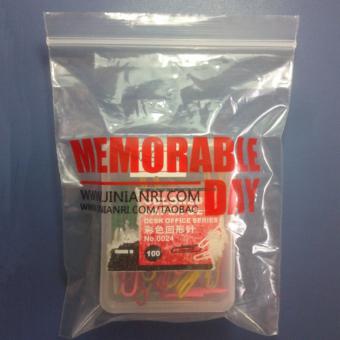 MEMORABLE
DAY
WWW.JINIANRI.COM
WWW.JINIANRI.COM/TAOBAO
DESK OFFICE SERIES
彩色回形针
No.0024
100